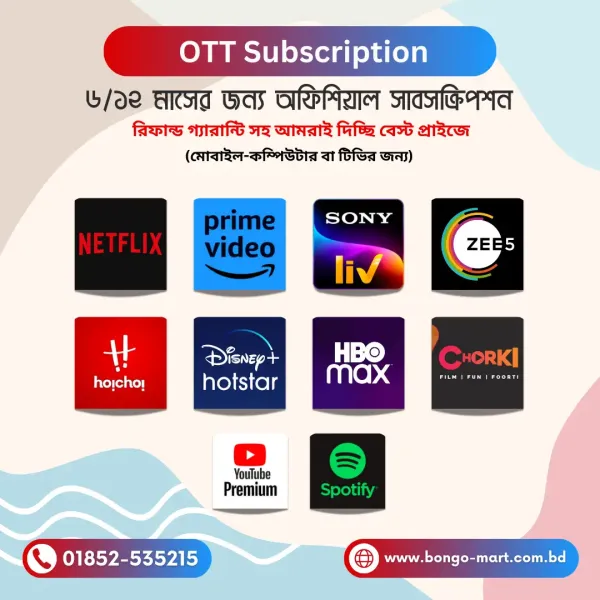 OTT Subscription
৬/১২ মাসের জন্য অফিশিয়াল সাবসক্রিপশন
রিফান্ড গ্যারান্টি সহ আমরাই দিচ্ছি বেস্ট প্রাইজে
(মোবাইল-কম্পিউটার বা টিভির জন্য)
NETFLIX
prime
video
SONY
liv
ZEE5
hoichoi
Disney+
hotstar
HBO
max
CHORKI
FILM | FUN | FOORTI
YouTube
Premium
Spotify
01852-535215
www.bongo-mart.com.bd